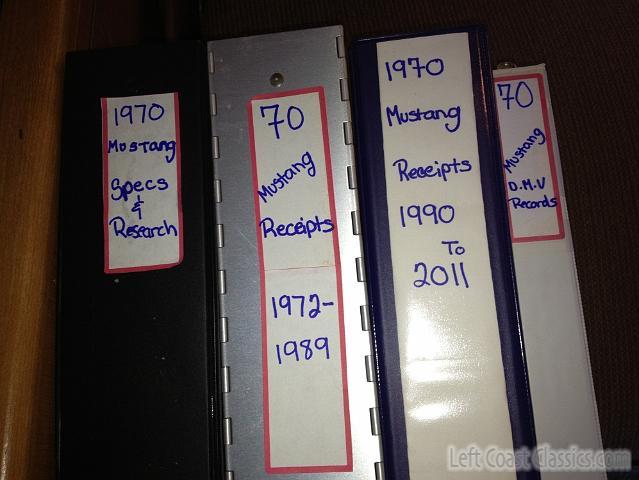 1970
Mustang
Specs
&
Research
70
Mustang
Receipts
1972-
1989
1970
Mustang
Receipts
1990
To
2011
70
Mustang
D.M.V
Records
Left Coast Classics.com